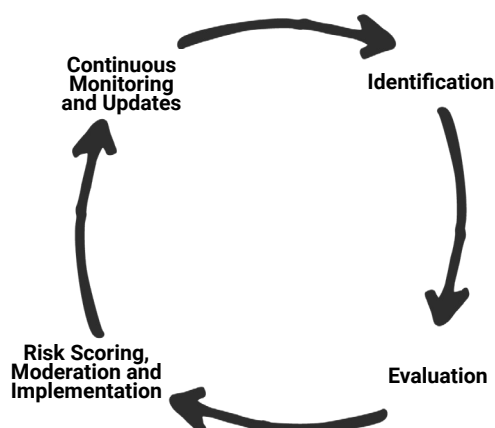 Continuous
Monitoring
and Updates
Identification
Risk Scoring,
Moderation and
Implementation
Evaluation